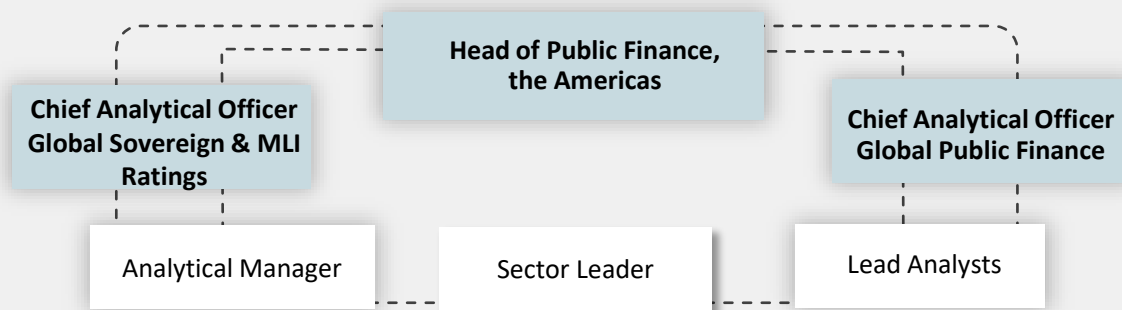 Head of Public Finance,
the Americas
Chief Analytical Officer
Global Sovereign & MLI
Ratings
Chief Analytical Officer
Global Public Finance
Analytical Manager
Sector Leader
Lead Analysts